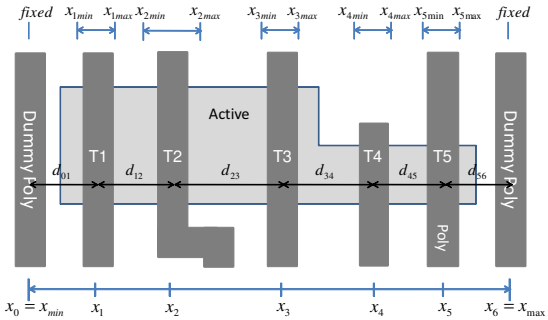 fixed x1min x1max x2min x2max x3min x3max x4min x4max x5min x5max fixed
Active
Dummy Poly T1 T2 T3 T4 T5 Dummy Poly
d01 d12 d23 d34 d45 d56
Poly
x0 = xmin x1 x2 x3 x4 x5 x6 = xmax